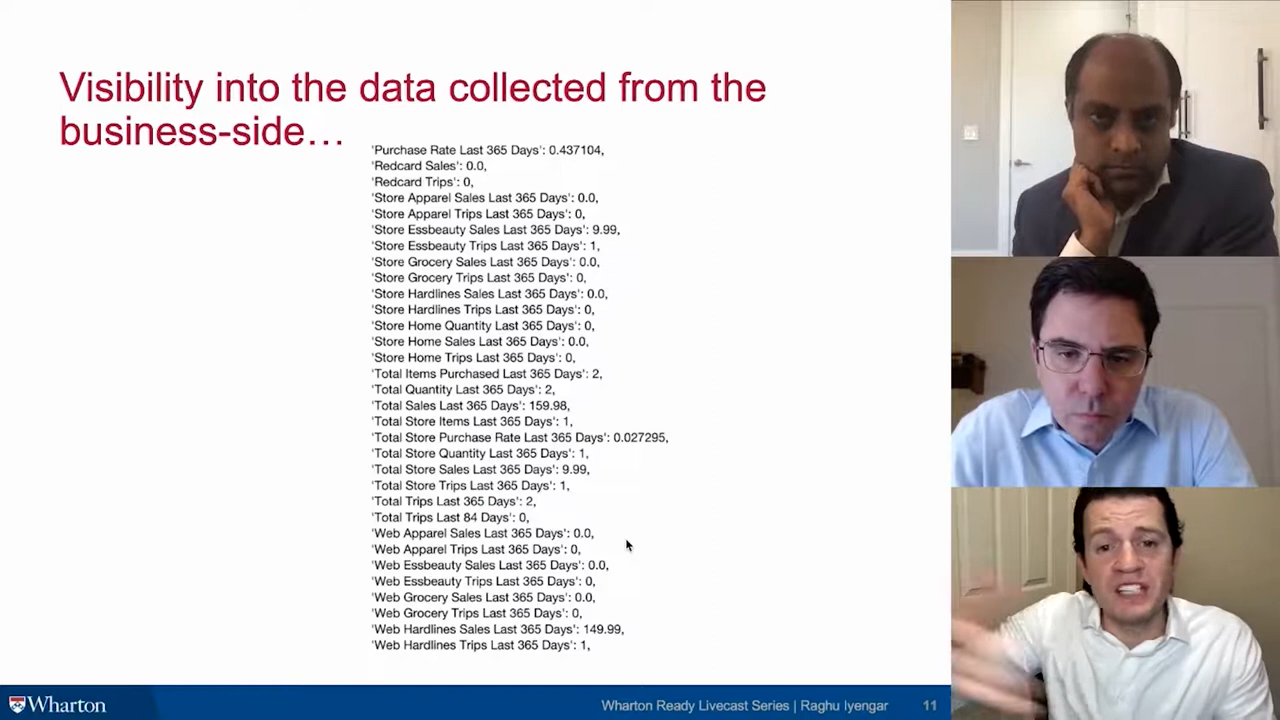 Visibility into the data collected from the
business-side…
'Purchase Rate Last 365 Days': 0.437104,
'Redcard Sales': 0.0,
'Redcard Trips': 0,
'Store Apparel Sales Last 365 Days': 0.0,
'Store Apparel Trips Last 365 Days': 0,
'Store Essbeauty Sales Last 365 Days': 9.99,
'Store Essbeauty Trips Last 365 Days': 1,
'Store Grocery Sales Last 365 Days': 0.0,
'Store Grocery Trips Last 365 Days': 0,
'Store Hardlines Sales Last 365 Days': 0.0,
'Store Hardlines Trips Last 365 Days': 0,
'Store Home Quantity Last 365 Days': 0,
'Store Home Sales Last 365 Days': 0.0,
'Store Home Trips Last 365 Days': 0,
'Total Items Purchased Last 365 Days': 2,
'Total Quantity Last 365 Days': 2,
'Total Sales Last 365 Days': 159.98,
'Total Store Items Last 365 Days': 1,
'Total Store Purchase Rate Last 365 Days': 0.027295,
'Total Store Quantity Last 365 Days': 1,
'Total Store Sales Last 365 Days': 9.99,
'Total Store Trips Last 365 Days': 1,
'Total Trips Last 365 Days': 2,
'Total Trips Last 84 Days': 0,
'Web Apparel Sales Last 365 Days': 0.0,
'Web Apparel Trips Last 365 Days': 0,
'Web Essbeauty Sales Last 365 Days': 0.0,
'Web Essbeauty Trips Last 365 Days': 0,
'Web Grocery Sales Last 365 Days': 0.0,
'Web Grocery Trips Last 365 Days': 0,
'Web Hardlines Sales Last 365 Days': 149.99,
'Web Hardlines Trips Last 365 Days': 1,
Wharton
Wharton Ready Livecast Series | Raghu Iyengar
11